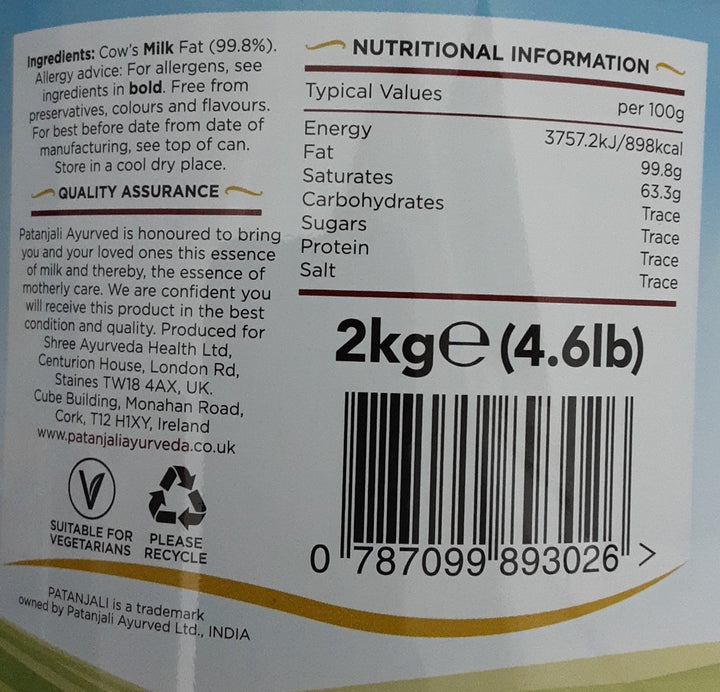 Ingredients: Cow's Milk Fat (99.8%).
Allergy advice: For allergens, see
ingredients in bold. Free from
preservatives, colours and flavours.
For best before date from date of
manufacturing, see top of can.
Store in a cool dry place.
QUALITY ASSURANCE
Patanjali Ayurved is honoured to bring
you and your loved ones this essence
of milk and thereby, the essence of
motherly care. We are confident you
will receive this product in the best
condition and quality. Produced for
Shree Ayurveda Health Ltd,
Centurion House, London Rd,
Staines TW18 4AX, UK.
Cube Building, Monahan Road,
Cork, T12 H1XY, Ireland
www.patanjaliayurveda.co.uk
SUITABLE FOR
VEGETARIANS
PLEASE
RECYCLE
PATANJALI is a trademark
owned by Patanjali Ayurved Ltd., INDIA
NUTRITIONAL INFORMATION
Typical Values per 100g
Energy 3757.2kJ/898kcal
Fat 99.8g
Saturates 63.3g
Carbohydrates Trace
Sugars Trace
Protein Trace
Salt Trace
2kg℮ (4.6lb)
0 787099 893026 >